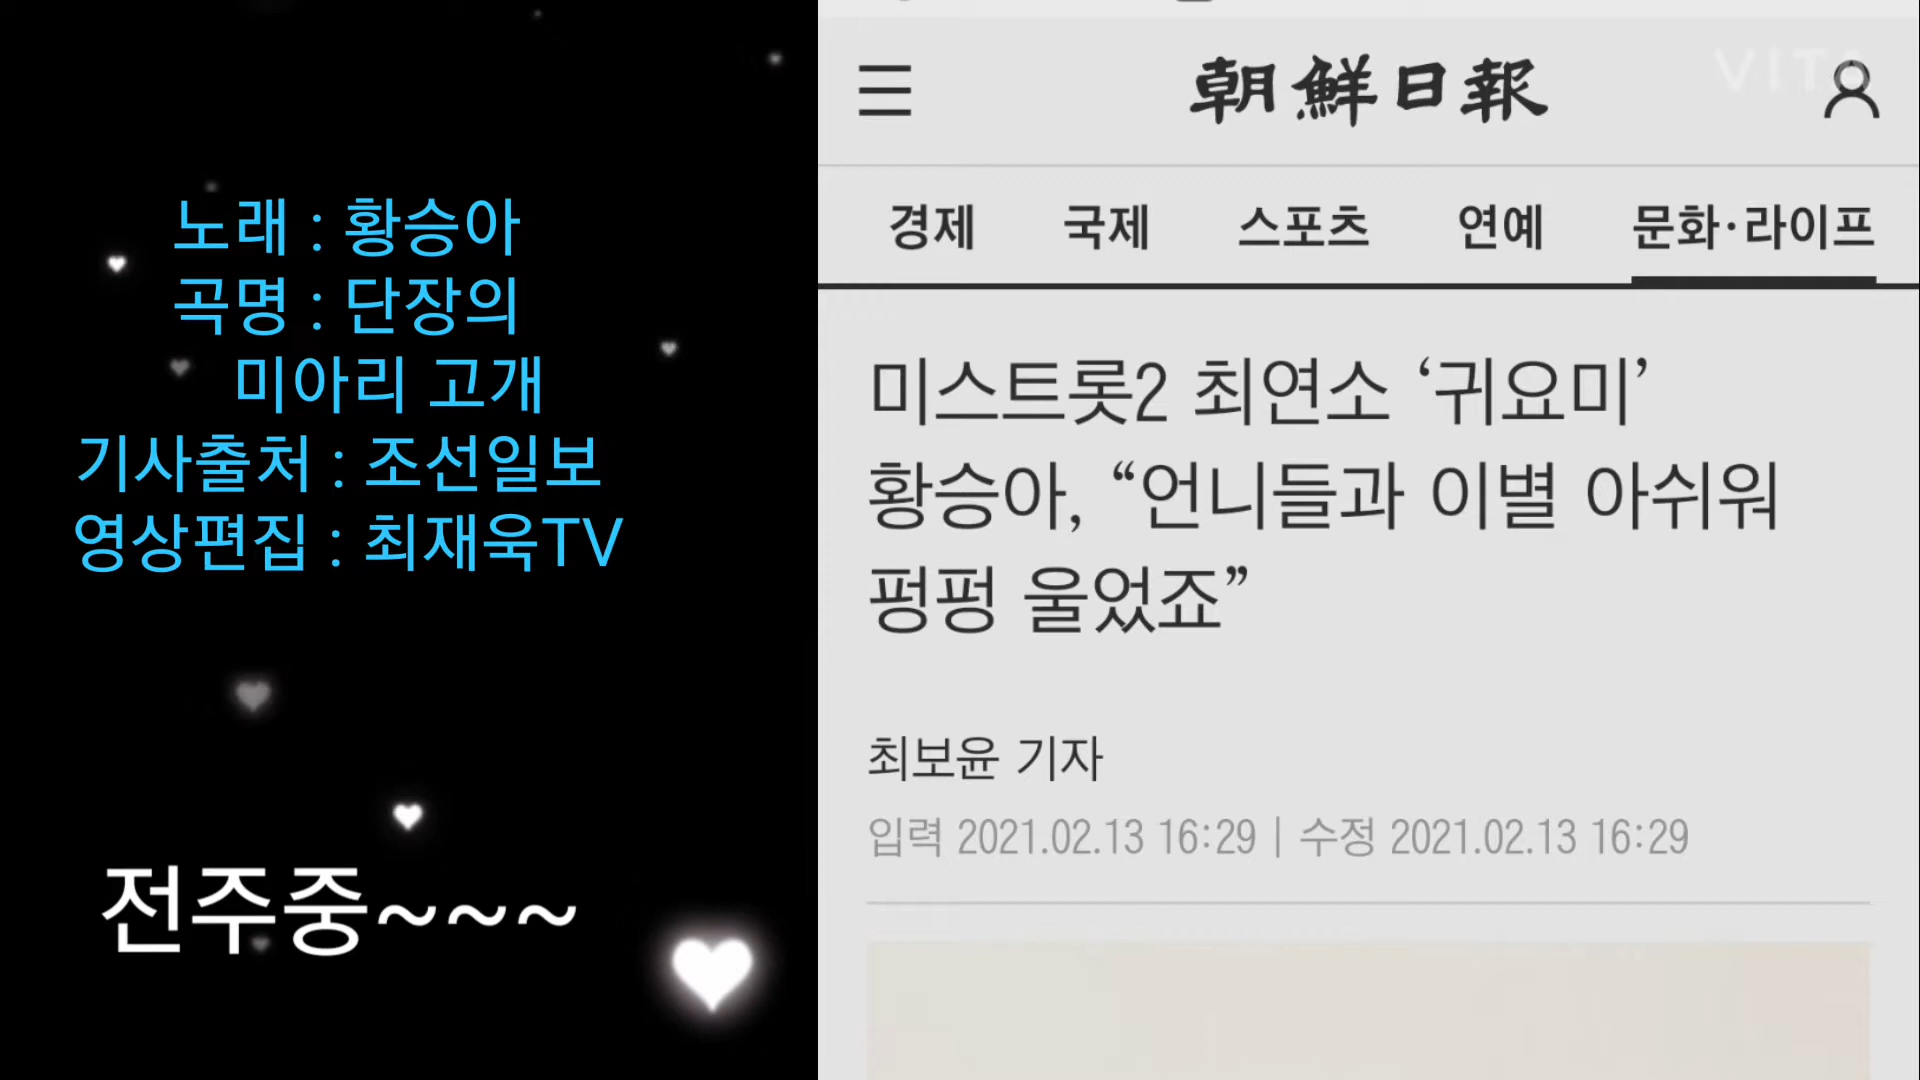 노래 : 황승아
곡명 : 단장의
미아리 고개
기사출처 : 조선일보
영상편집 : 최재욱TV
전주중~~~
朝鮮日報
VITA
경제 국제 스포츠 연예 문화·라이프
미스트롯2 최연소 ‘귀요미’
황승아, “언니들과 이별 아쉬워
펑펑 울었죠”
최보윤 기자
입력 2021.02.13 16:29 | 수정 2021.02.13 16:29